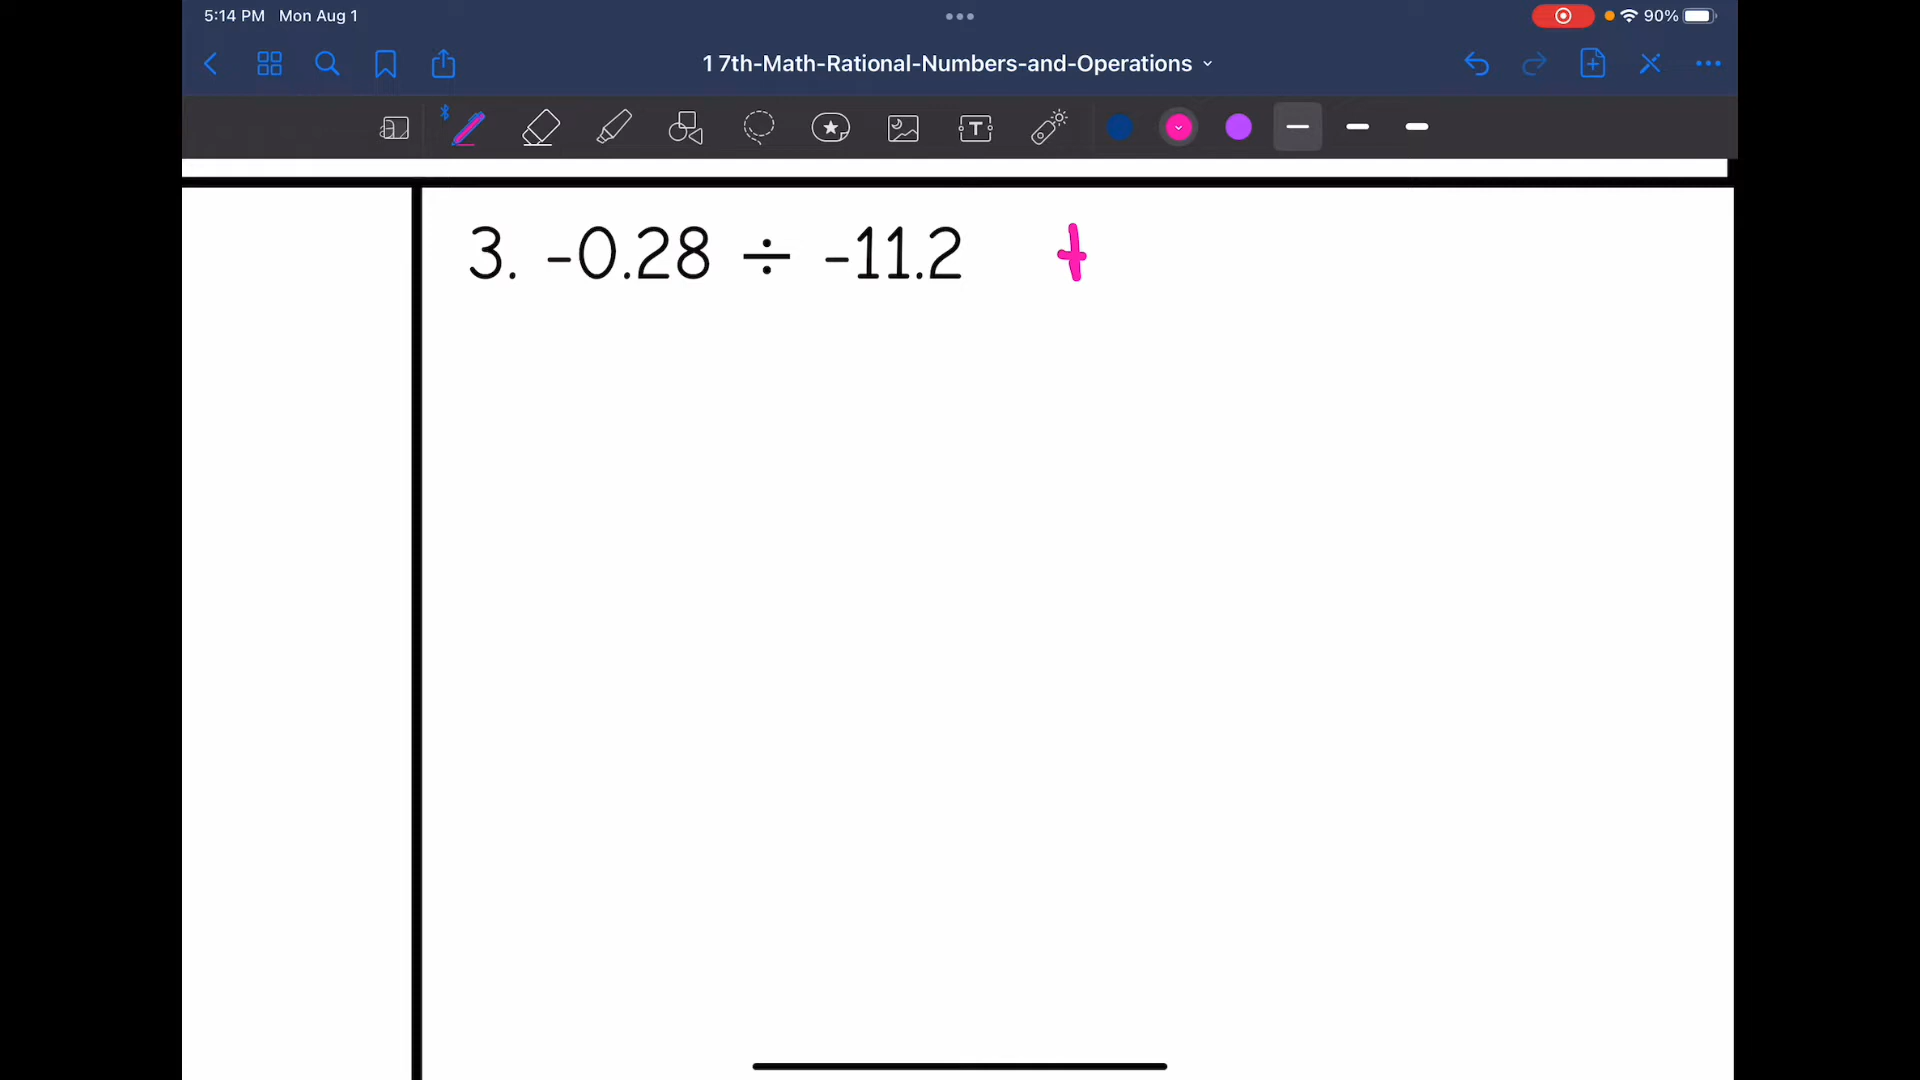 5:14 PM Mon Aug 1
90%
1 7th-Math-Rational-Numbers-and-Operations
T
3. -0.28 ÷ -11.2 +